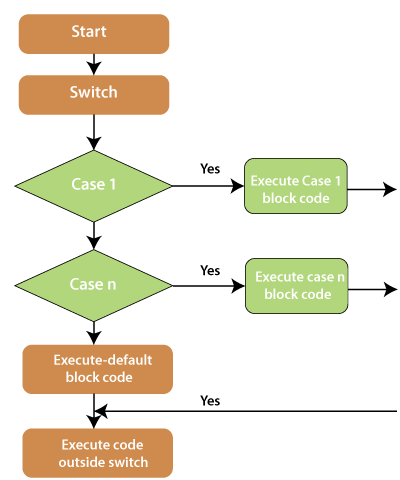 Start
Switch
Case 1
Yes
Execute Case 1
block code
Case n
Yes
Execute case n
block code
Execute-default
block code
Yes
Execute code
outside switch